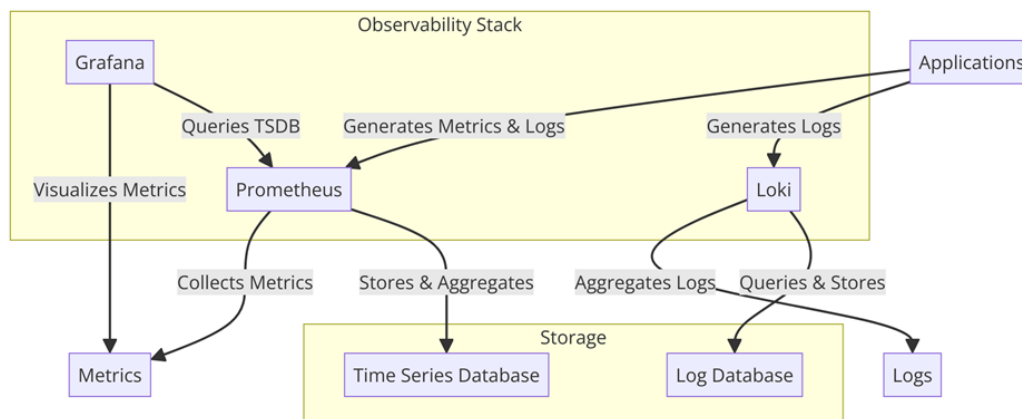 Observability Stack
Grafana
Applications
Queries TSDB
Generates Metrics & Logs
Generates Logs
Visualizes Metrics
Prometheus
Loki
Collects Metrics
Stores & Aggregates
Aggregates Logs
Queries & Stores
Storage
Metrics
Time Series Database
Log Database
Logs